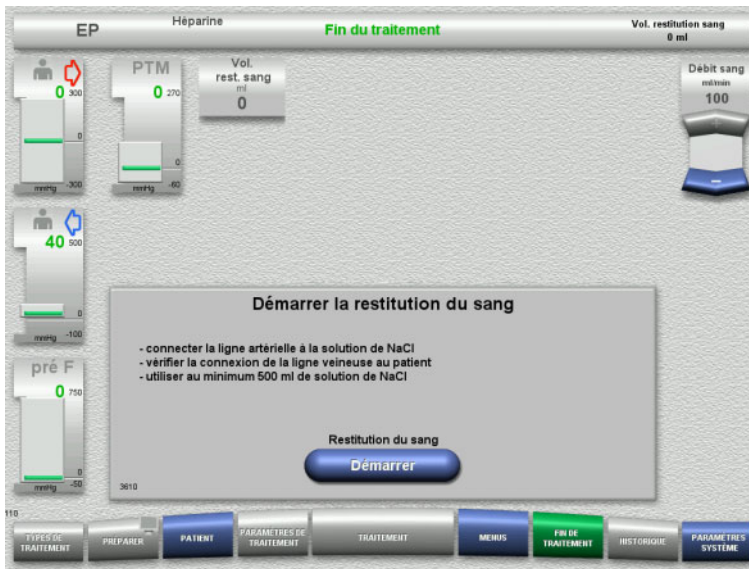 EP
Héparine
Fin du traitement
Vol. restitution sang
0 ml
0 300
0
mmHg -300
PTM
0 270
0
mmHg -60
Vol.
rest. sang
ml
0
Débit sang
ml/min
100
40 500
0
mmHg -100
pré F
0 750
0
mmHg -50
Démarrer la restitution du sang
- connecter la ligne artérielle à la solution de NaCl
- vérifier la connexion de la ligne veineuse au patient
- utiliser au minimum 500 ml de solution de NaCl
Restitution du sang
Démarrer
3610
110
TYPES DE
TRAITEMENT
PRÉPARER
PATIENT
PARAMÈTRES DE
TRAITEMENT
TRAITEMENT
MENUS
FIN DE
TRAITEMENT
HISTORIQUE
PARAMÈTRES
SYSTÈME